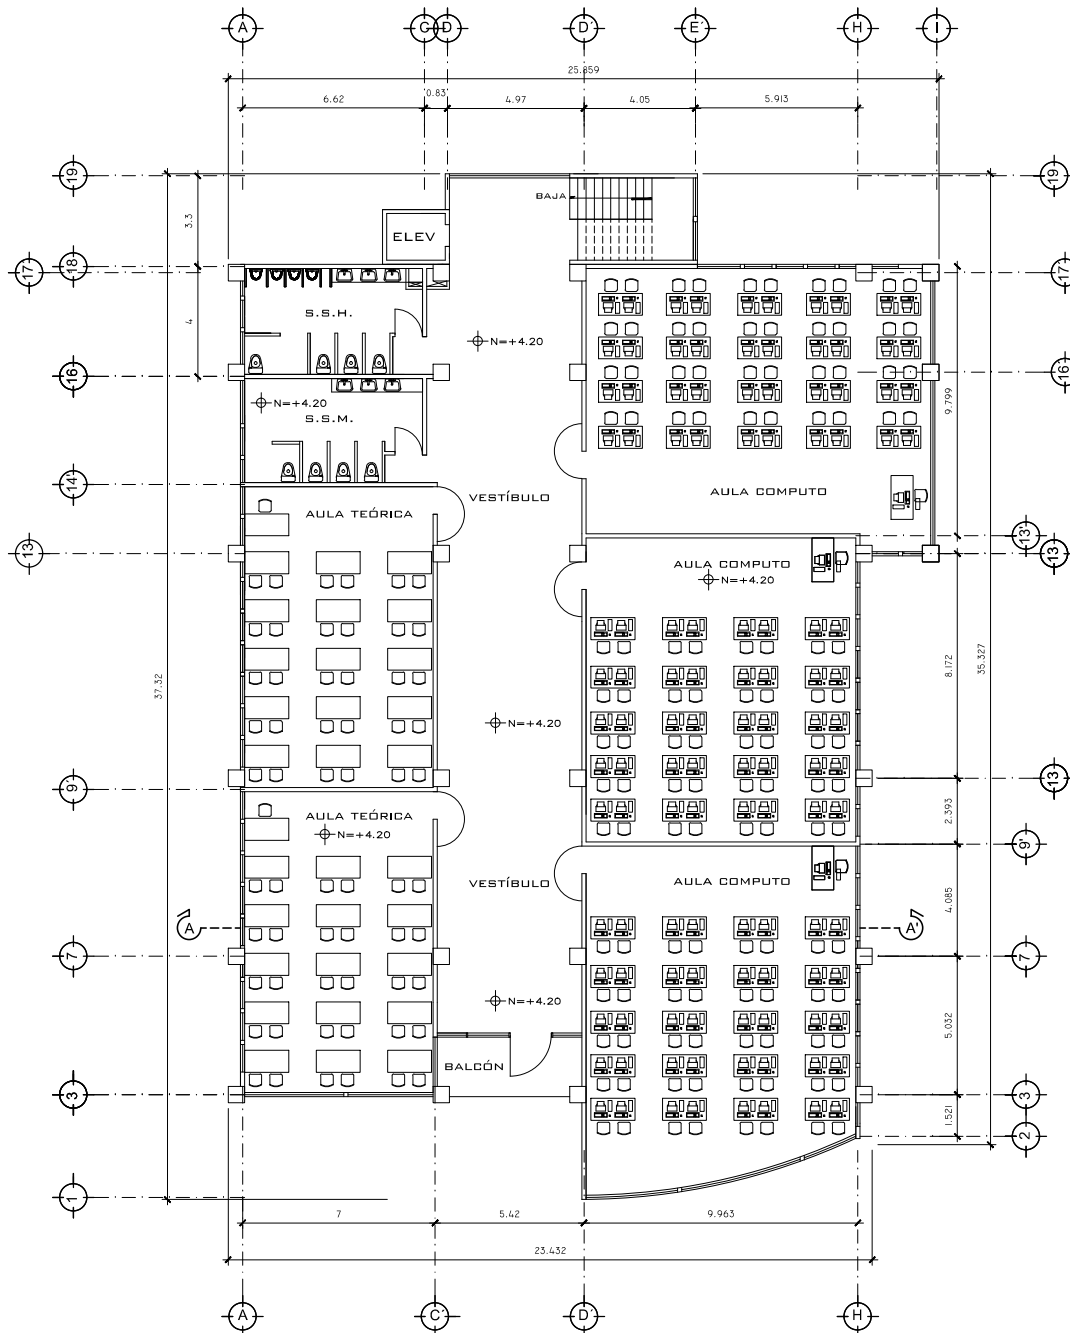 A C D D' E' H I
25.859
6.62 0.83 4.97 4.05 5.913
19 19
BAJA
3.3
ELEV
18
17 17
S.S.H.
4
N=+4.20
16 16'
N=+4.20
S.S.M.
9.799
14'
VESTÍBULO
AULA COMPUTO
AULA TEÓRICA
13' 
13 13
AULA COMPUTO
N=+4.20
8.172
35.327
37.32
N=+4.20
9' 13
AULA TEÓRICA
N=+4.20
2.393
9'
VESTÍBULO
AULA COMPUTO
4.085
A A'
7 7
N=+4.20
5.032
BALCÓN
3 3
1.521
2
1
7 5.42 9.963
23.432
A C' D' H